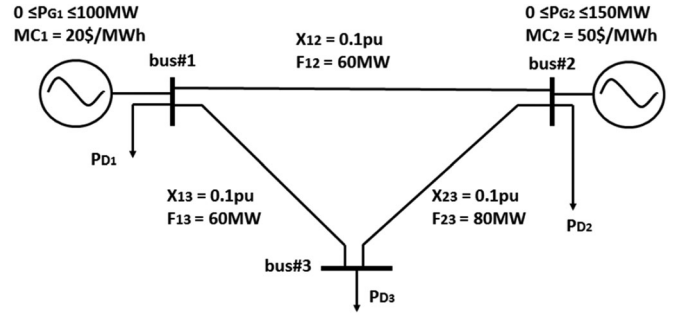 0 ≤PG1 ≤100MW
MC1 = 20$/MWh
0 ≤PG2 ≤150MW
MC2 = 50$/MWh
X12 = 0.1pu
F12 = 60MW
bus#1
bus#2
PD1
X13 = 0.1pu
F13 = 60MW
X23 = 0.1pu
F23 = 80MW
PD2
bus#3
PD3